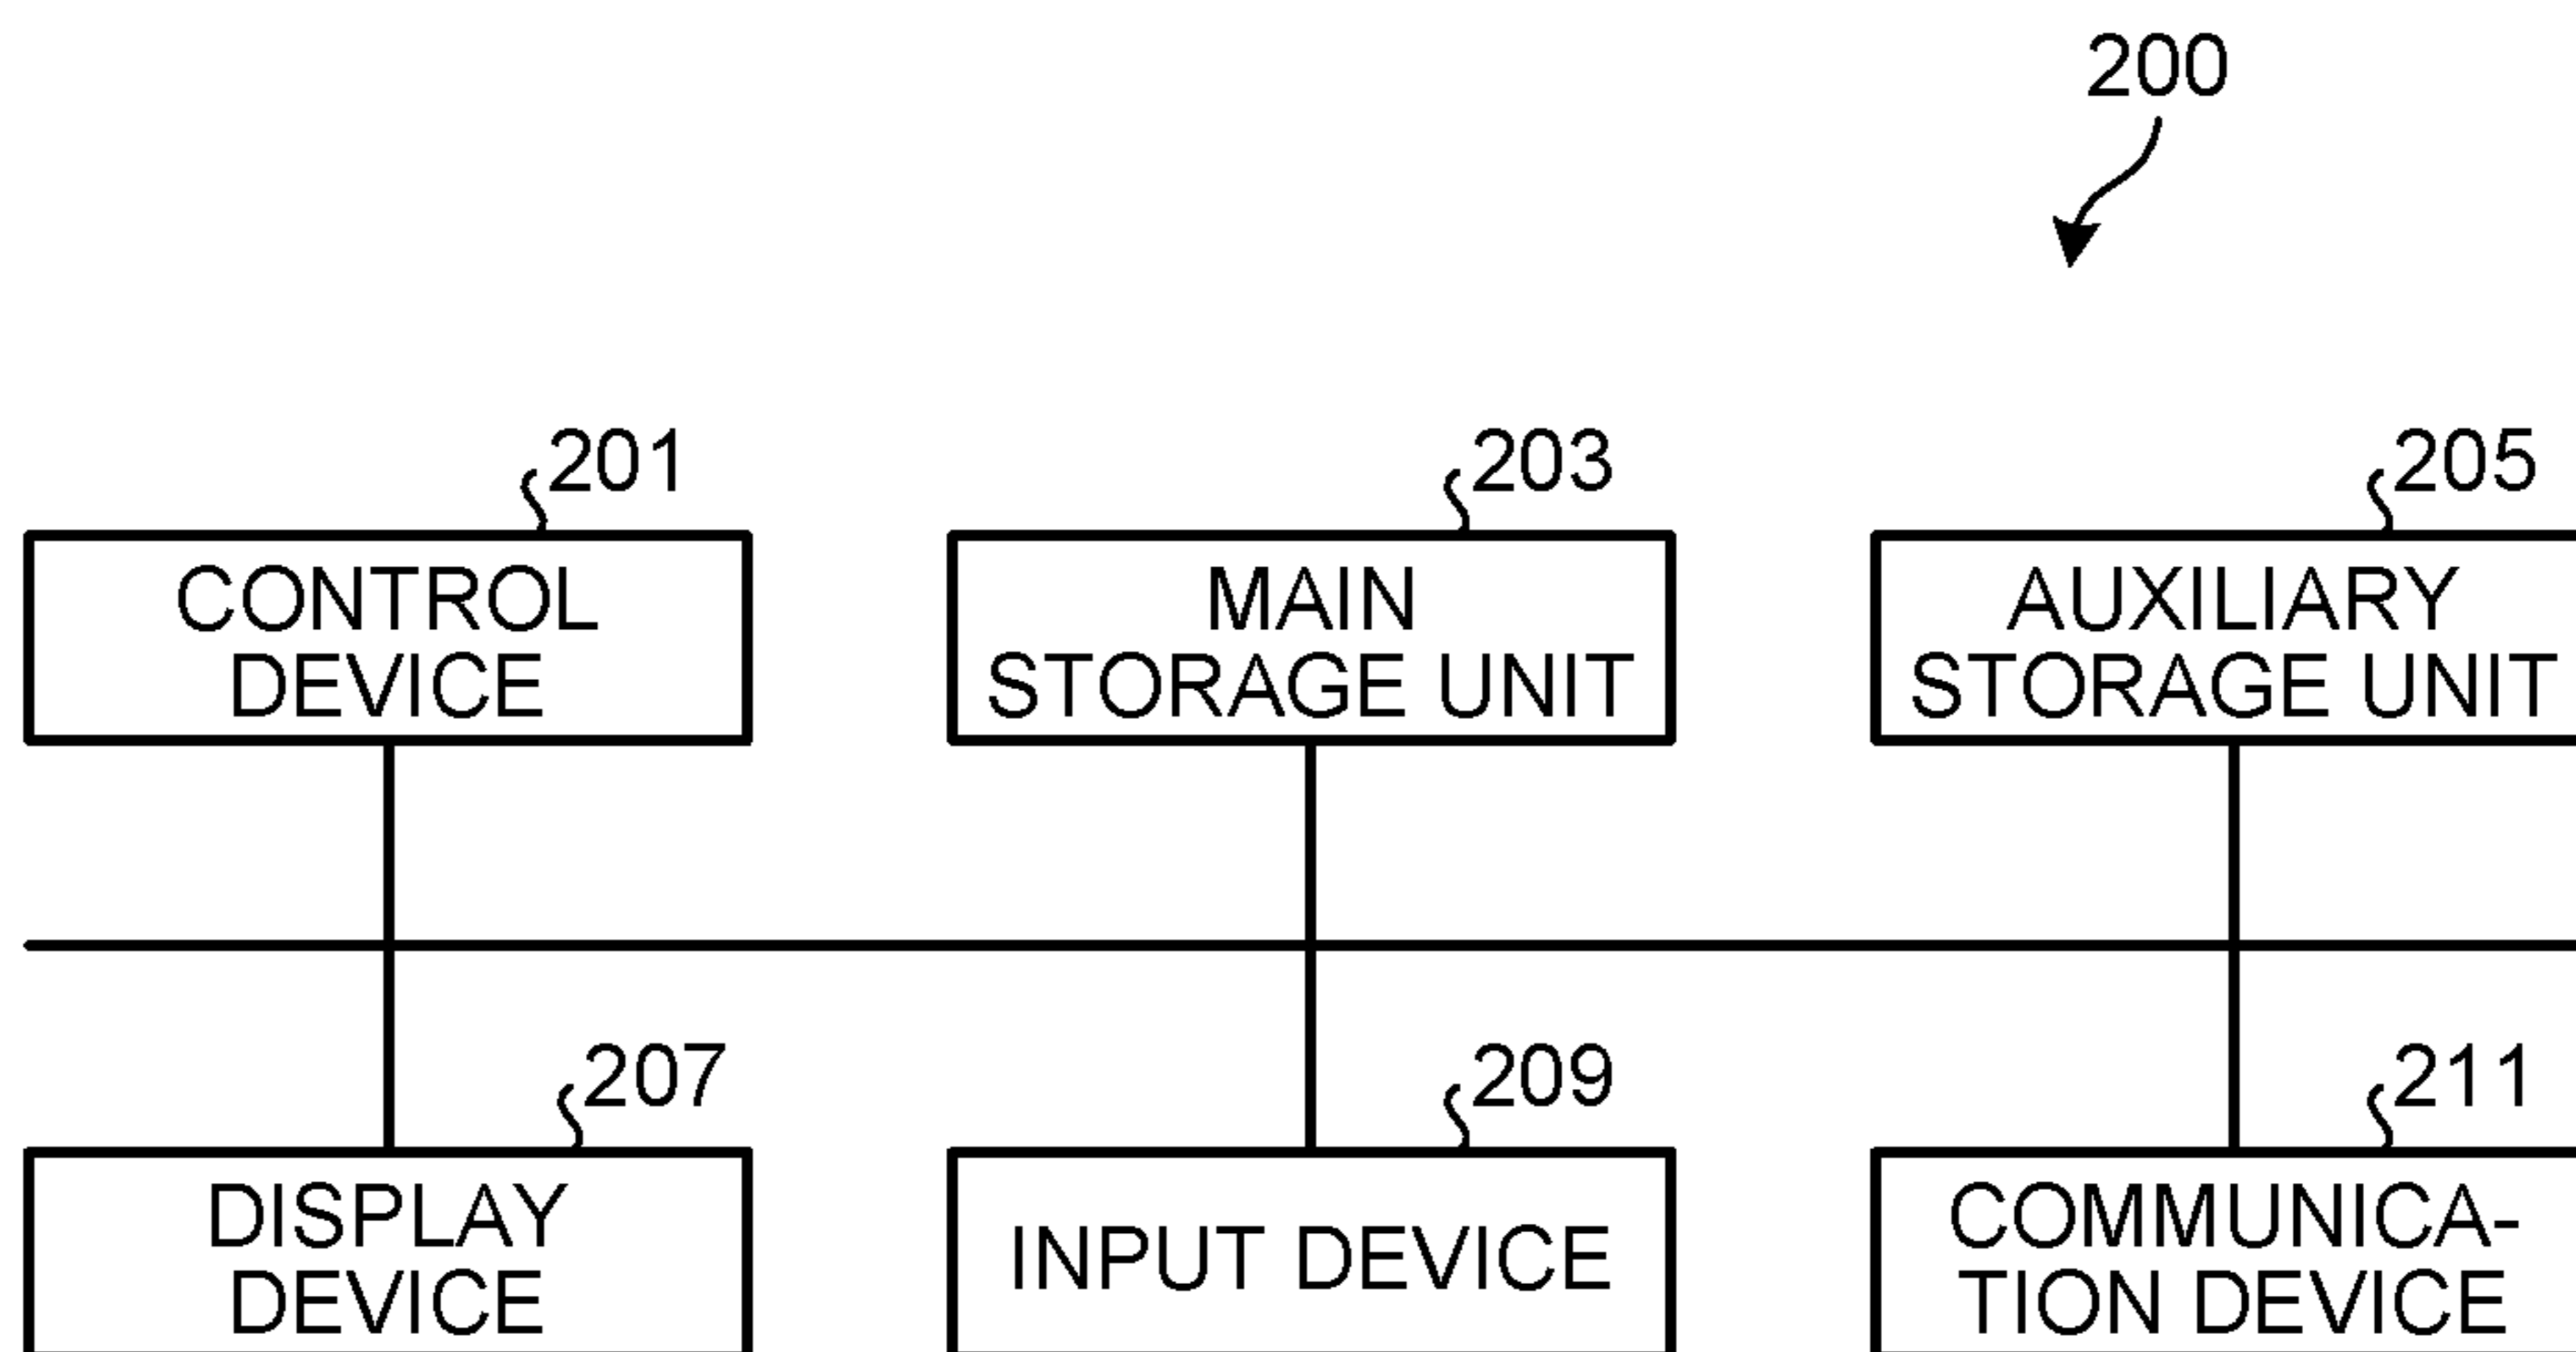 200
201
CONTROL
DEVICE
203
MAIN
STORAGE UNIT
205
AUXILIARY
STORAGE UNIT
207
DISPLAY
DEVICE
209
INPUT DEVICE
211
COMMUNICA-
TION DEVICE